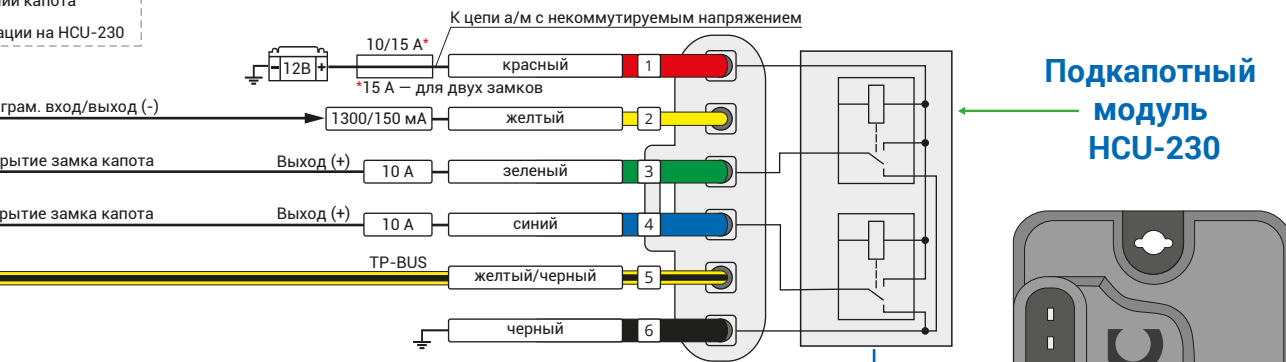 ации на HCU-230
капота
К цепи а/м с некоммутируемым напряжением
10/15 А*
- 12В +
красный 1
*15 А — для двух замков
грам. вход/выход (-)
1300/150 мА
желтый 2
рытие замка капота
Выход (+)
10 А
зеленый 3
рытие замка капота
Выход (+)
10 А
синий 4
TP-BUS
желтый/черный 5
черный 6
Подкапотный
модуль
HCU-230